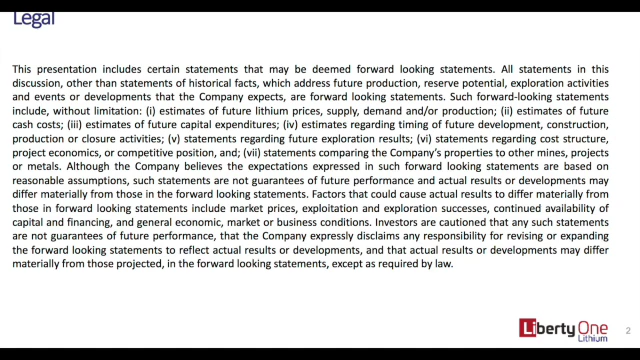 Legal
This presentation includes certain statements that may be deemed forward looking statements. All statements in this
discussion, other than statements of historical facts, which address future production, reserve potential, exploration activities
and events or developments that the Company expects, are forward looking statements. Such forward-looking statements
include, without limitation: (i) estimates of future lithium prices, supply, demand and/or production; (ii) estimates of future
cash costs; (iii) estimates of future capital expenditures; (iv) estimates regarding timing of future development, construction,
production or closure activities; (v) statements regarding future exploration results; (vi) statements regarding cost structure,
project economics, or competitive position, and; (vii) statements comparing the Company's properties to other mines, projects
or metals. Although the Company believes the expectations expressed in such forward looking statements are based on
reasonable assumptions, such statements are not guarantees of future performance and actual results or developments may
differ materially from those in the forward looking statements. Factors that could cause actual results to differ materially from
those in forward looking statements include market prices, exploitation and exploration successes, continued availability of
capital and financing, and general economic, market or business conditions. Investors are cautioned that any such statements
are not guarantees of future performance, that the Company expressly disclaims any responsibility for revising or expanding
the forward looking statements to reflect actual results or developments, and that actual results or developments may differ
materially from those projected, in the forward looking statements, except as required by law.
Liberty One
Lithium
2